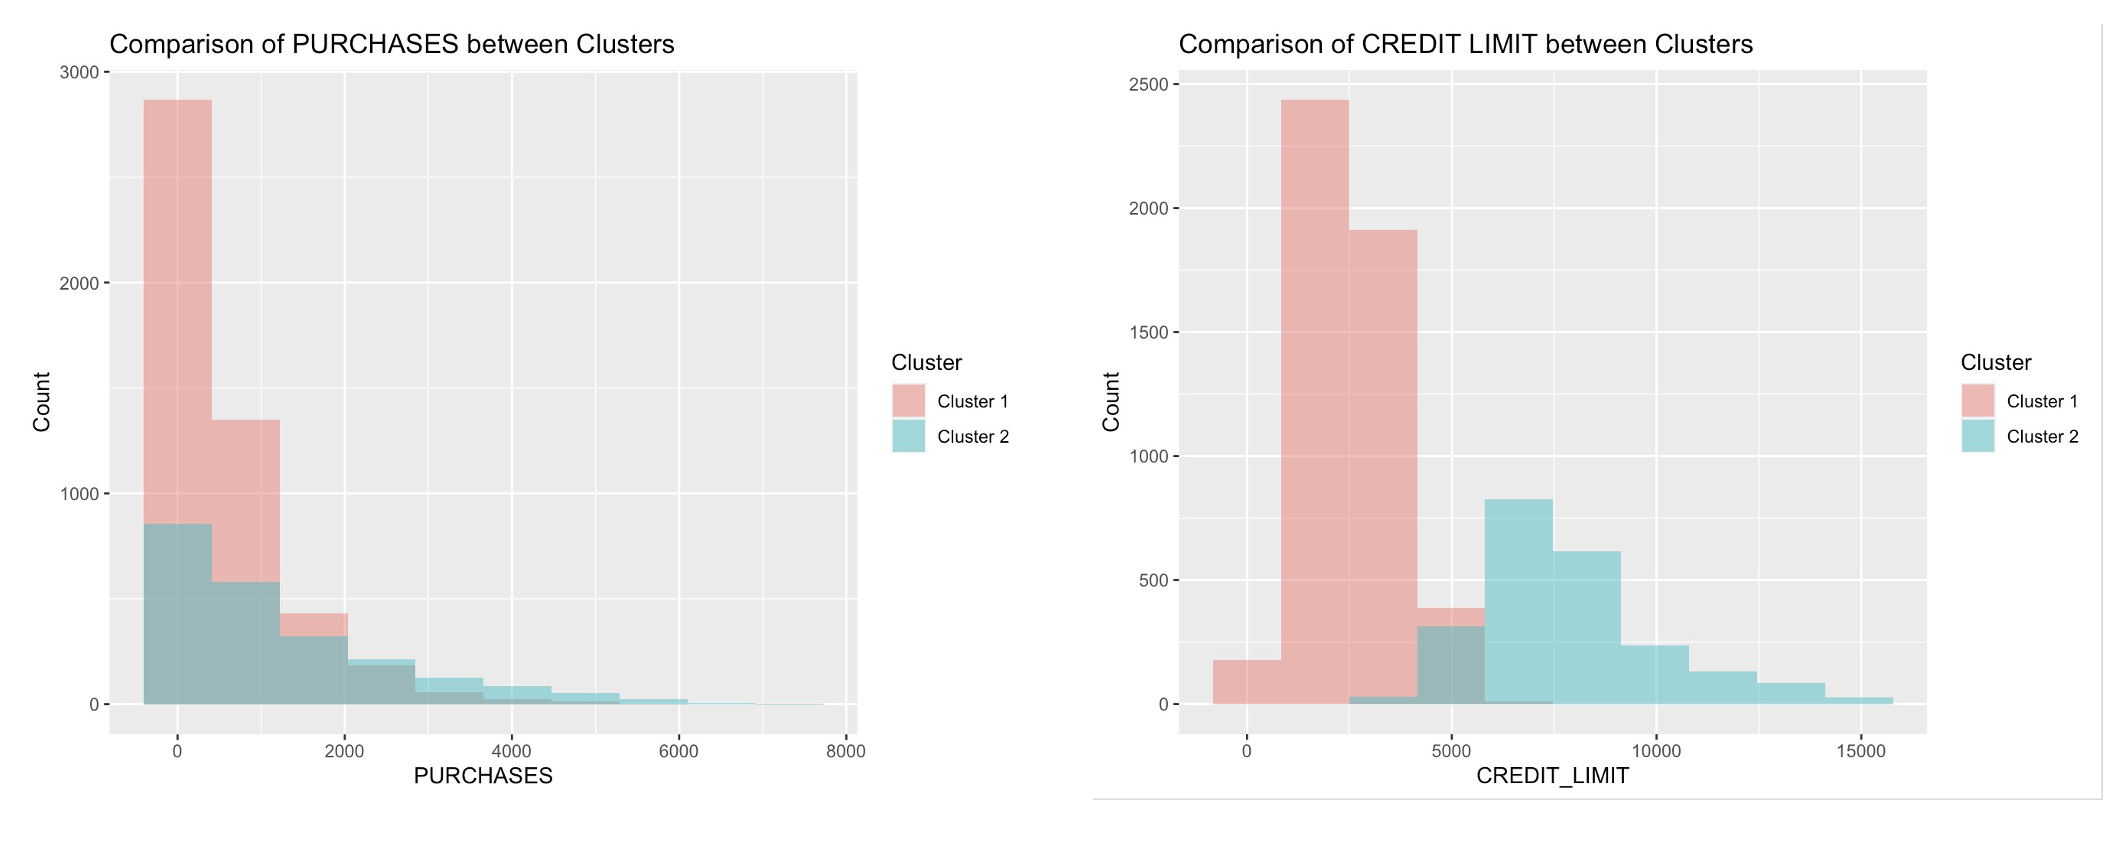 Comparison of PURCHASES between Clusters
3000
2000
1000
0
Count
0 2000 4000 6000 8000
PURCHASES
Cluster
Cluster 1
Cluster 2
Comparison of CREDIT LIMIT between Clusters
2500
2000
1500
1000
500
0
Count
0 5000 10000 15000
CREDIT_LIMIT
Cluster
Cluster 1
Cluster 2